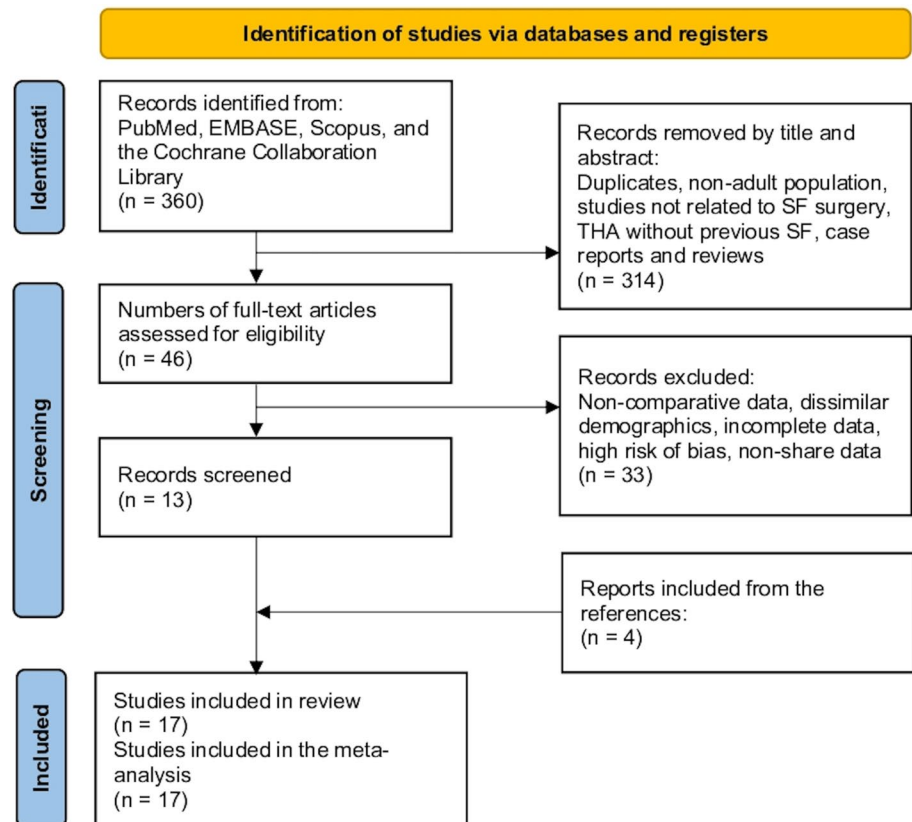 Identification of studies via databases and registers
Identificati
Records identified from:
PubMed, EMBASE, Scopus, and
the Cochrane Collaboration
Library
(n = 360)
Records removed by title and
abstract:
Duplicates, non-adult population,
studies not related to SF surgery,
THA without previous SF, case
reports and reviews
(n = 314)
Screening
Numbers of full-text articles
assessed for eligibility
(n = 46)
Records excluded:
Non-comparative data, dissimilar
demographics, incomplete data,
high risk of bias, non-share data
(n = 33)
Records screened
(n = 13)
Reports included from the
references:
(n = 4)
Included
Studies included in review
(n = 17)
Studies included in the meta-
analysis
(n = 17)